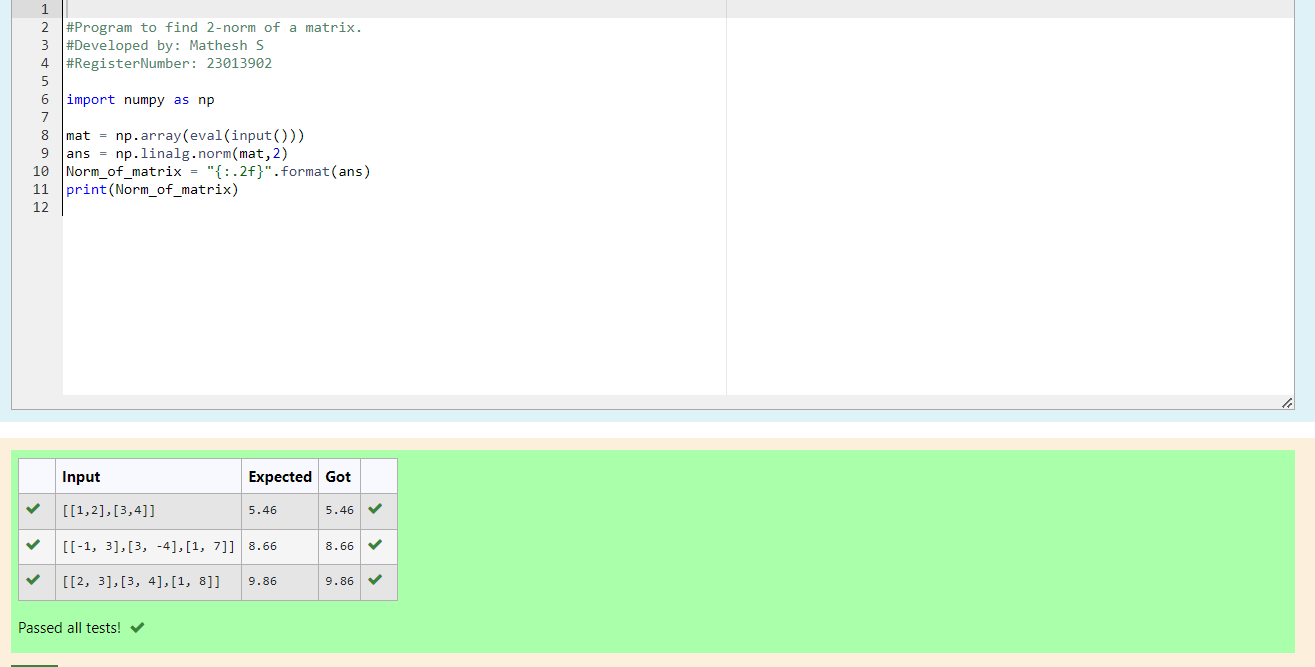 1
2 #Program to find 2-norm of a matrix.
3 #Developed by: Mathesh S
4 #RegisterNumber: 23013902
5
6 import numpy as np
7
8 mat = np.array(eval(input()))
9 ans = np.linalg.norm(mat,2)
10 Norm_of_matrix = "{:.2f}".format(ans)
11 print(Norm_of_matrix)
12
Input Expected Got
[[1,2],[3,4]] 5.46 5.46
[[-1, 3],[3, -4],[1, 7]] 8.66 8.66
[[2, 3],[3, 4],[1, 8]] 9.86 9.86
Passed all tests!